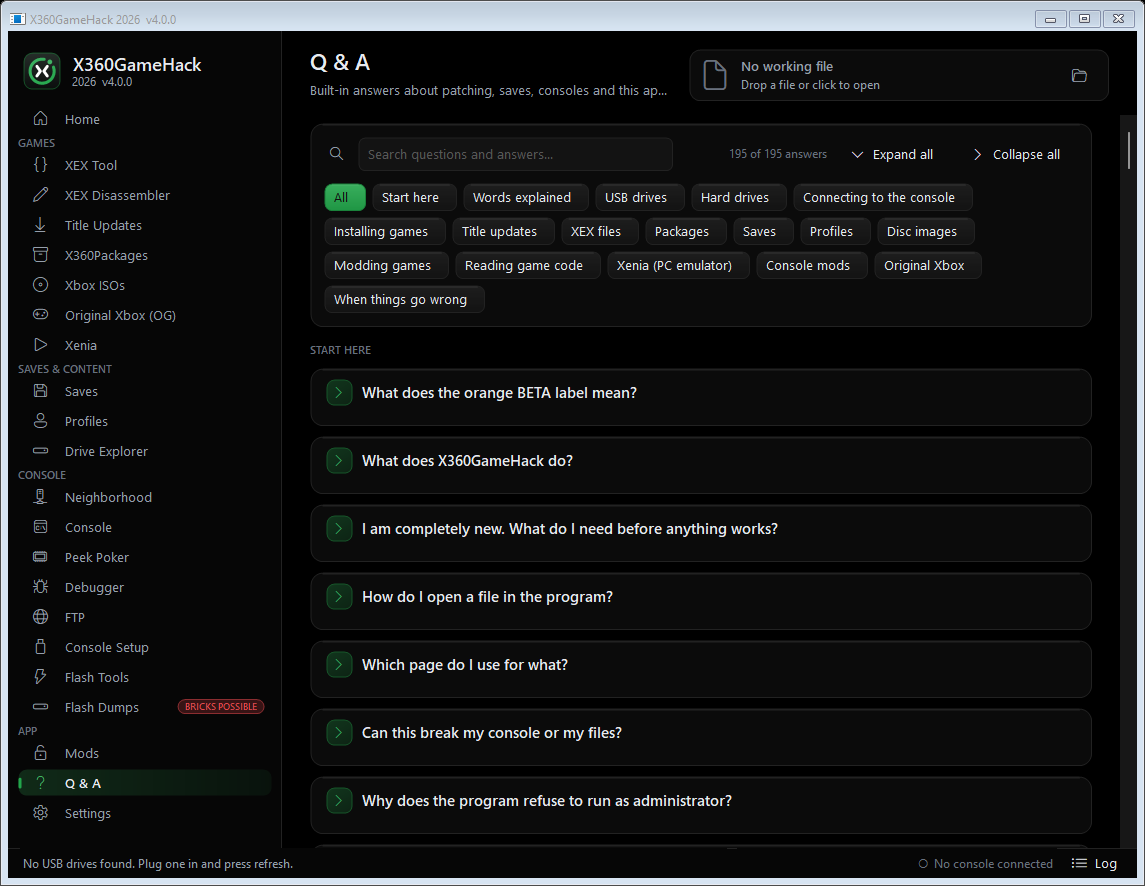 X360GameHack 2026 v4.0.0
X360GameHack
2026 v4.0.0
Home
GAMES
XEX Tool
XEX Disassembler
Title Updates
X360Packages
Xbox ISOs
Original Xbox (OG)
Xenia
SAVES & CONTENT
Saves
Profiles
Drive Explorer
CONSOLE
Neighborhood
Console
Peek Poker
Debugger
FTP
Console Setup
Flash Tools
Flash Dumps BRICKS POSSIBLE
APP
Mods
Q & A
Settings
Q & A
Built-in answers about patching, saves, consoles and this ap...
No working file
Drop a file or click to open
Search questions and answers... 195 of 195 answers Expand all Collapse all
All Start here Words explained USB drives Hard drives Connecting to the console
Installing games Title updates XEX files Packages Saves Profiles Disc images
Modding games Reading game code Xenia (PC emulator) Console mods Original Xbox
When things go wrong
START HERE
What does the orange BETA label mean?
What does X360GameHack do?
I am completely new. What do I need before anything works?
How do I open a file in the program?
Which page do I use for what?
Can this break my console or my files?
Why does the program refuse to run as administrator?
No USB drives found. Plug one in and press refresh. No console connected Log